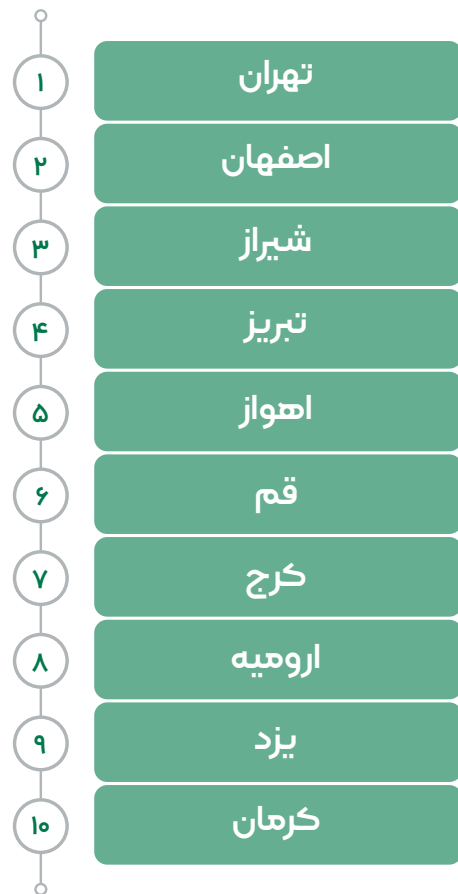 ۱ تهران
۲ اصفهان
۳ شیراز
۴ تبریز
۵ اهواز
۶ قم
۷ کرج
۸ ارومیه
۹ یزد
۱۰ کرمان